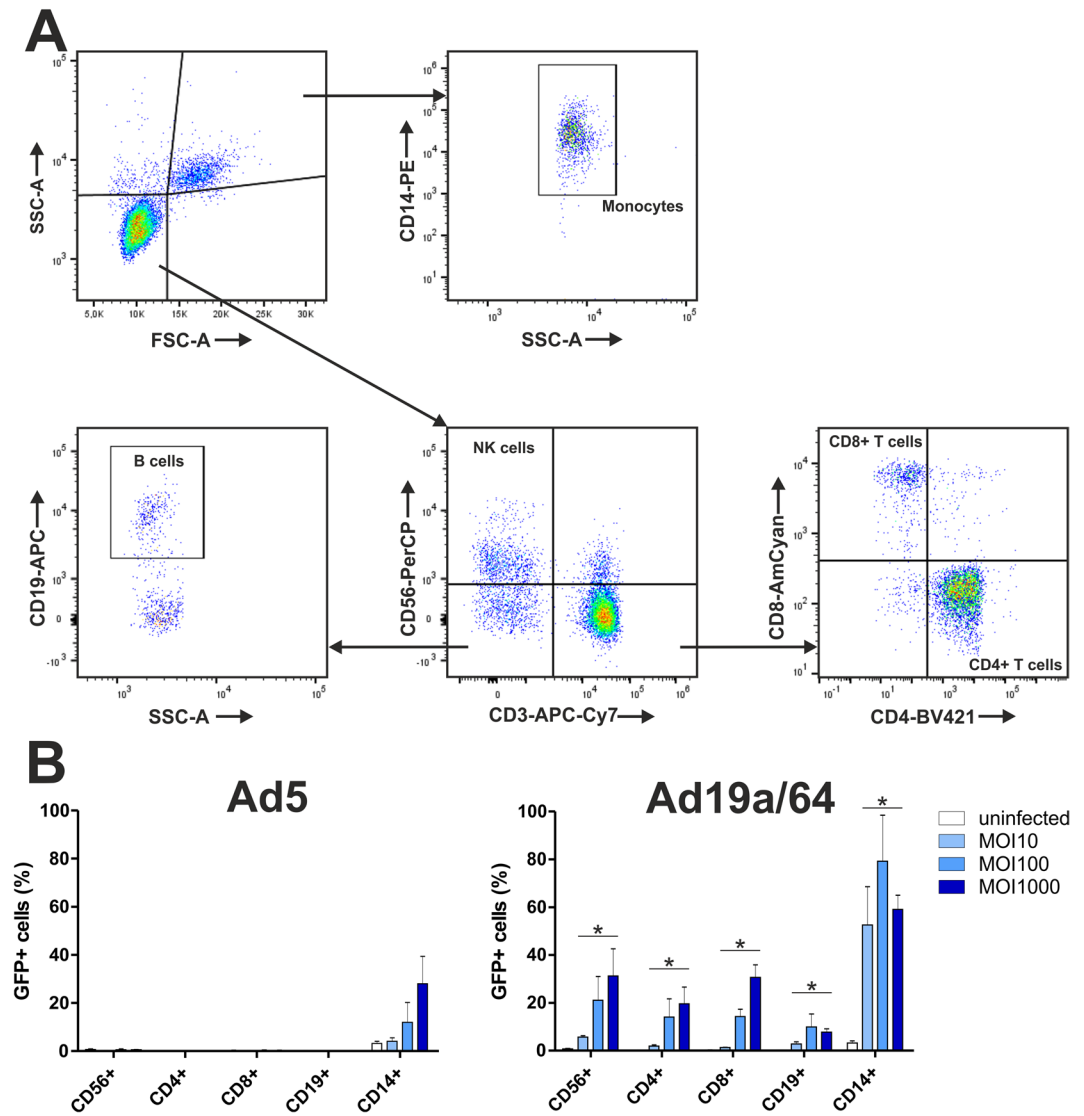 A
10⁵
10⁴
10³
SSC-A
5,0K 10K 15K 20K 25K 30K
FSC-A
10⁶
10⁵
10⁴
10³
10²
10¹
CD14-PE
Monocytes
10³ 10⁴ 10⁵
SSC-A
10⁵
10⁴
10³
0
-10³
CD19-APC
B cells
10³ 10⁴ 10⁵
SSC-A
10⁵
10⁴
10³
0
-10³
CD56-PerCP
NK cells
0 10⁴ 10⁵ 10⁶
CD3-APC-Cy7
10⁴
10³
10²
10¹
CD8-AmCyan
CD8+ T cells
CD4+ T cells
-10⁻¹ 10¹ 10³ 10⁵
CD4-BV421
B
Ad5
GFP+ cells (%)
100
80
60
40
20
0
CD56+ CD4+ CD8+ CD19+ CD14+
Ad19a/64
GFP+ cells (%)
100
80
60
40
20
0
* * * * *
CD56+ CD4+ CD8+ CD19+ CD14+
uninfected
MOI10
MOI100
MOI1000